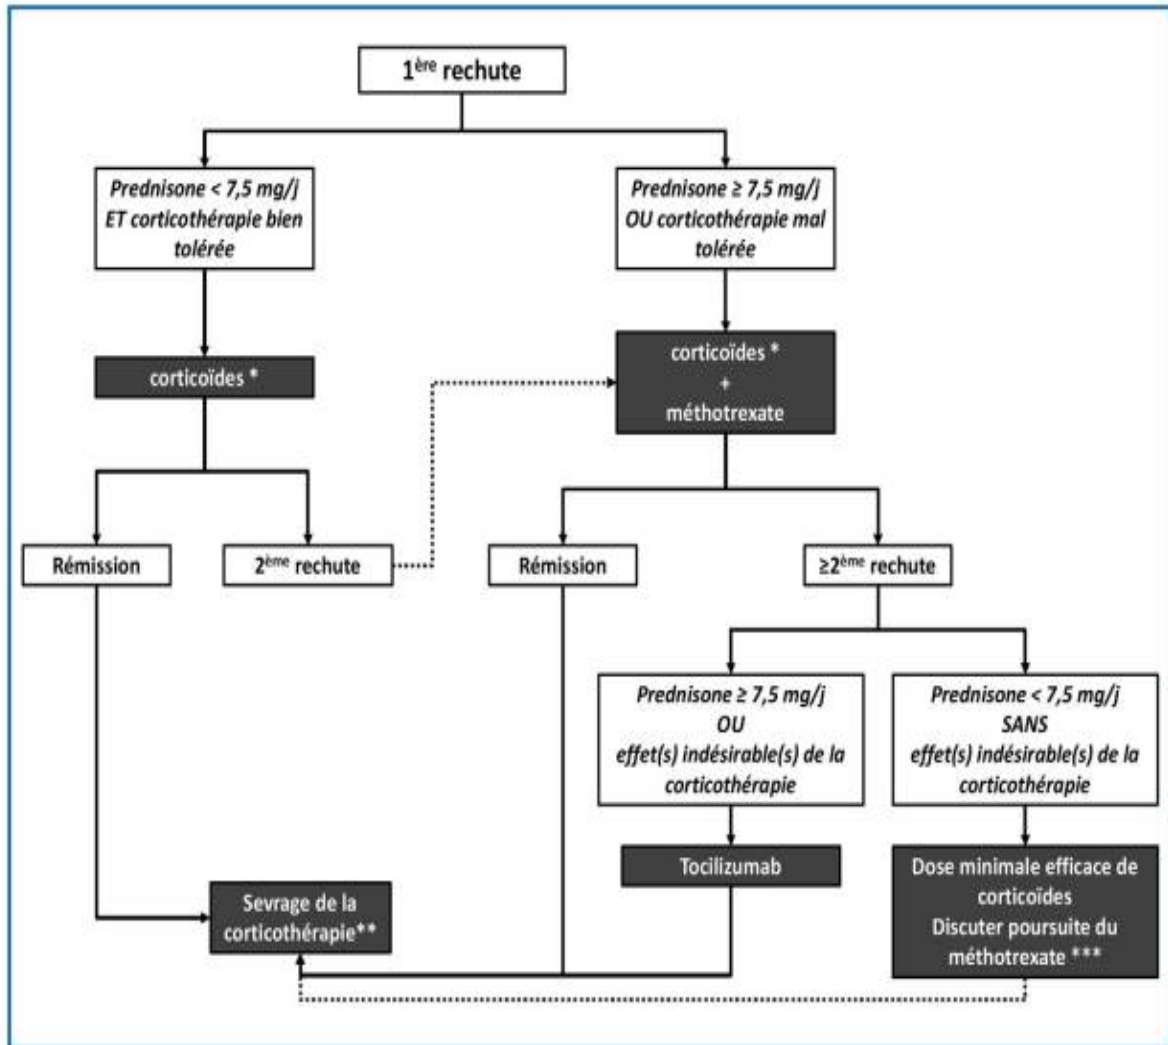 1ère rechute
Prednisone < 7,5 mg/j
ET corticothérapie bien
tolérée
Prednisone ≥ 7,5 mg/j
OU corticothérapie mal
tolérée
corticoïdes *
corticoïdes *
+
méthotrexate
Rémission
2ème rechute
Rémission
≥2ème rechute
Prednisone ≥ 7,5 mg/j
OU
effet(s) indésirable(s) de la
corticothérapie
Prednisone < 7,5 mg/j
SANS
effet(s) indésirable(s) de la
corticothérapie
Tocilizumab
Dose minimale efficace de
corticoïdes
Discuter poursuite du
méthotrexate ***
Sevrage de la
corticothérapie**